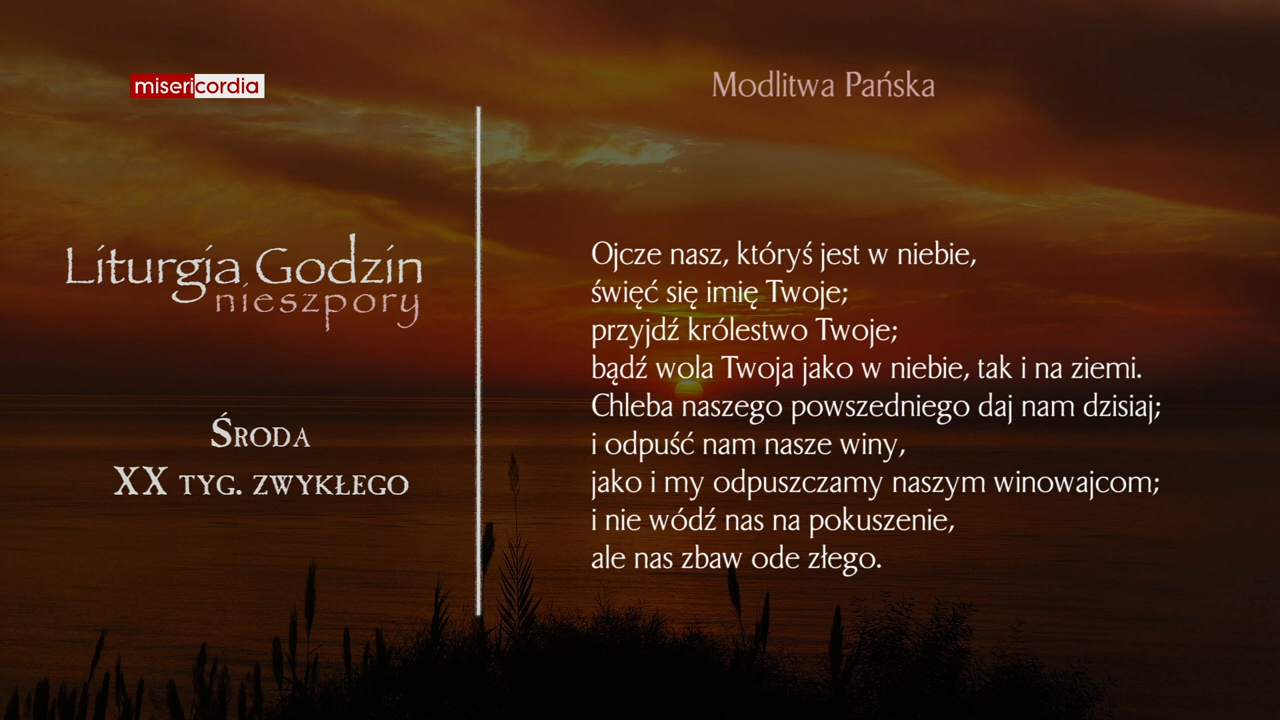 misericordia
Liturgia Godzin
nieszpory
Środa
XX tyg. zwykłego
Modlitwa Pańska
Ojcze nasz, któryś jest w niebie,
święć się imię Twoje;
przyjdź królestwo Twoje;
bądź wola Twoja jako w niebie, tak i na ziemi.
Chleba naszego powszedniego daj nam dzisiaj;
i odpuść nam nasze winy,
jako i my odpuszczamy naszym winowajcom;
i nie wódź nas na pokuszenie,
ale nas zbaw ode złego.